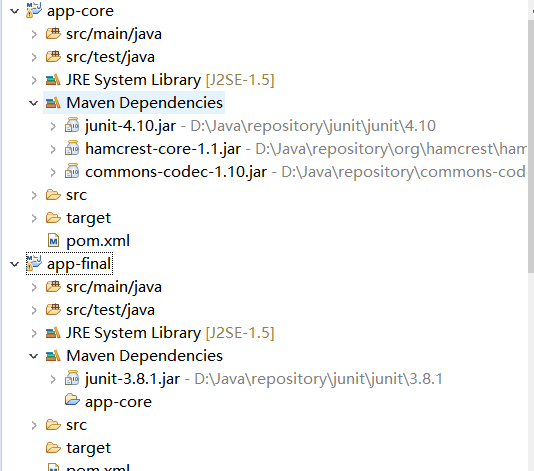 app-core
src/main/java
src/test/java
JRE System Library [J2SE-1.5]
Maven Dependencies
junit-4.10.jar - D:\Java\repository\junit\junit\4.10
hamcrest-core-1.1.jar - D:\Java\repository\org\hamcrest\ham
commons-codec-1.10.jar - D:\Java\repository\commons-cod
src
target
pom.xml
app-final
src/main/java
src/test/java
JRE System Library [J2SE-1.5]
Maven Dependencies
junit-3.8.1.jar - D:\Java\repository\junit\junit\3.8.1
app-core
src
target
pom.xml